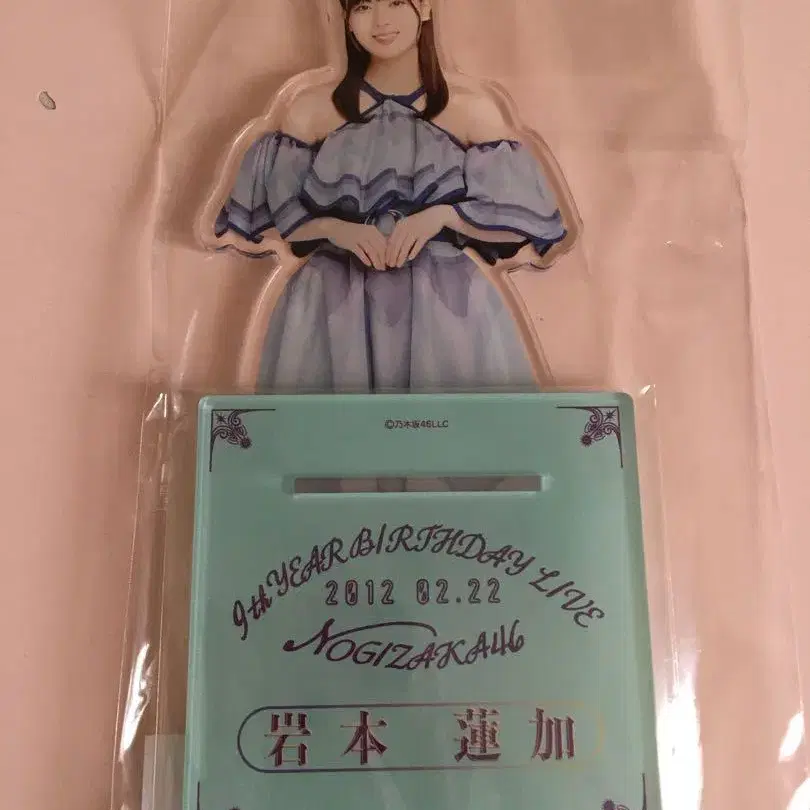 ©乃木坂46LLC
9th YEAR BIRTHDAY LIVE
2012 02.22
NOGIZAKA46
岩本 蓮加